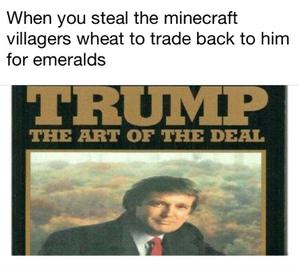 When you steal the minecraft
villagers wheat to trade back to him
for emeralds
TRUMP
THE ART OF THE DEAL